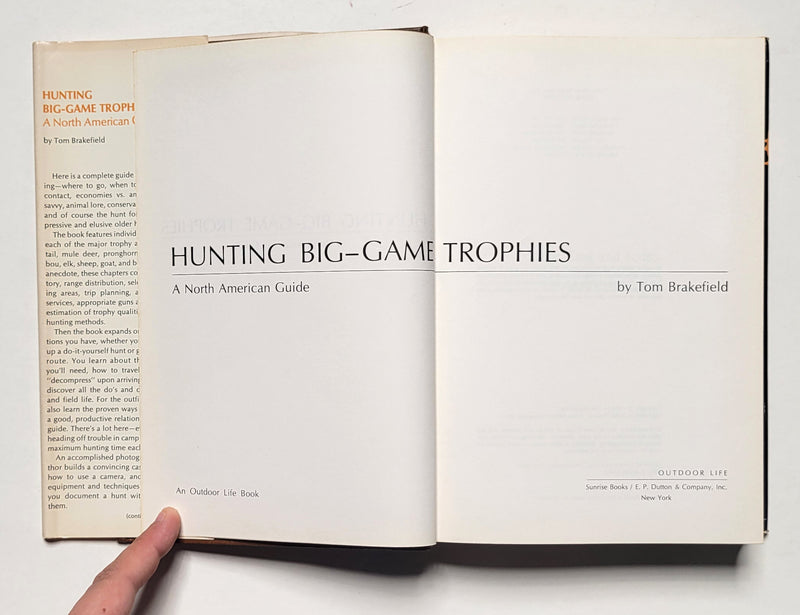 HUNTING
BIG-GAME TROPH
A North American
by Tom Brakefield
Here is a complete guide
ing—where to go, when to
contact, economies vs. an
savvy, animal lore, conserva
and of course the hunt fo
pressive and elusive older
The book features individ
each of the major trophy a
tail, mule deer, pronghorn
bou, elk, sheep, goat, and b
anecdote, these chapters co
tory, range distribution, sele
ing areas, trip planning, a
services, appropriate guns a
estimation of trophy qualiti
hunting methods.
Then the book expands o
tions you have, whether yo
up a do-it-yourself hunt or g
route. You learn about th
you'll need, how to travel
"decompress" upon arriving
discover all the do's and d
and field life. For the outfi
also learn the proven ways
a good, productive relation
guide. There's a lot here—e
heading off trouble in camp
maximum hunting time eac
An accomplished photog
thor builds a convincing cas
how to use a camera, and
equipment and techniques
you document a hunt wit
them.
(conti
HUNTING BIG-GAME TROPHIES
A North American Guide
by Tom Brakefield
An Outdoor Life Book
OUTDOOR LIFE
Sunrise Books / E. P. Dutton & Company, Inc.
New York